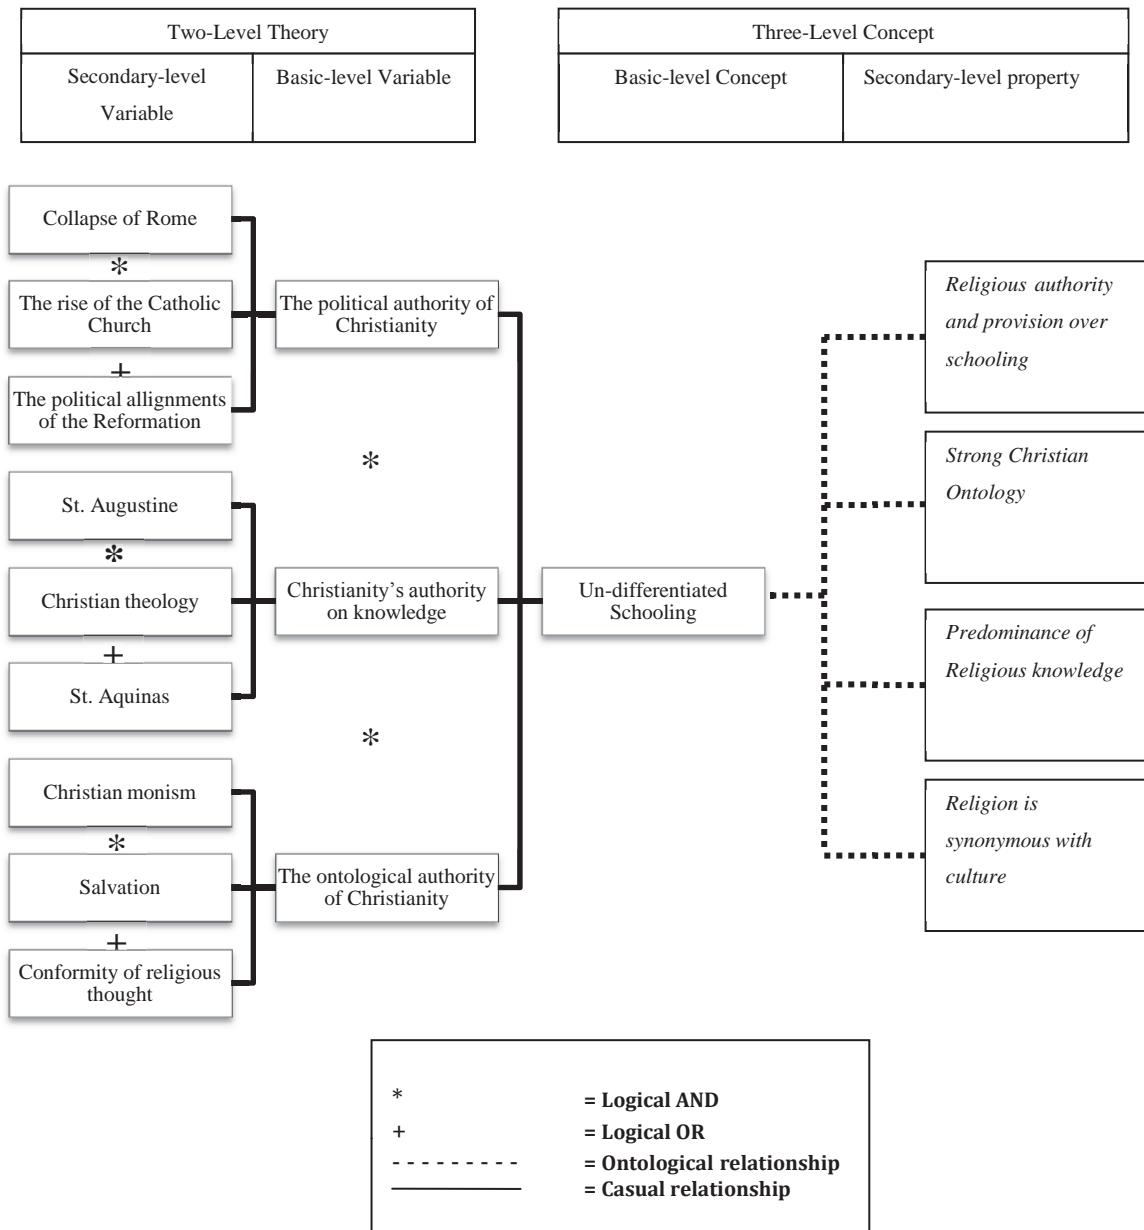 Two-Level Theory
Three-Level Concept
Secondary-level
Variable
Basic-level Variable
Basic-level Concept
Secondary-level property
Collapse of Rome
*
The rise of the Catholic
Church
+
The political allignments
of the Reformation
The political authority of
Christianity
*
St. Augustine
*
Christian theology
+
St. Aquinas
Christianity’s authority
on knowledge
*
Christian monism
*
Salvation
+
Conformity of religious
thought
The ontological authority
of Christianity
Un-differentiated
Schooling
Religious authority
and provision over
schooling
Strong Christian
Ontology
Predominance of
Religious knowledge
Religion is
synonymous with
culture
* = Logical AND
+ = Logical OR
- - - - - - - - - = Ontological relationship
= Casual relationship